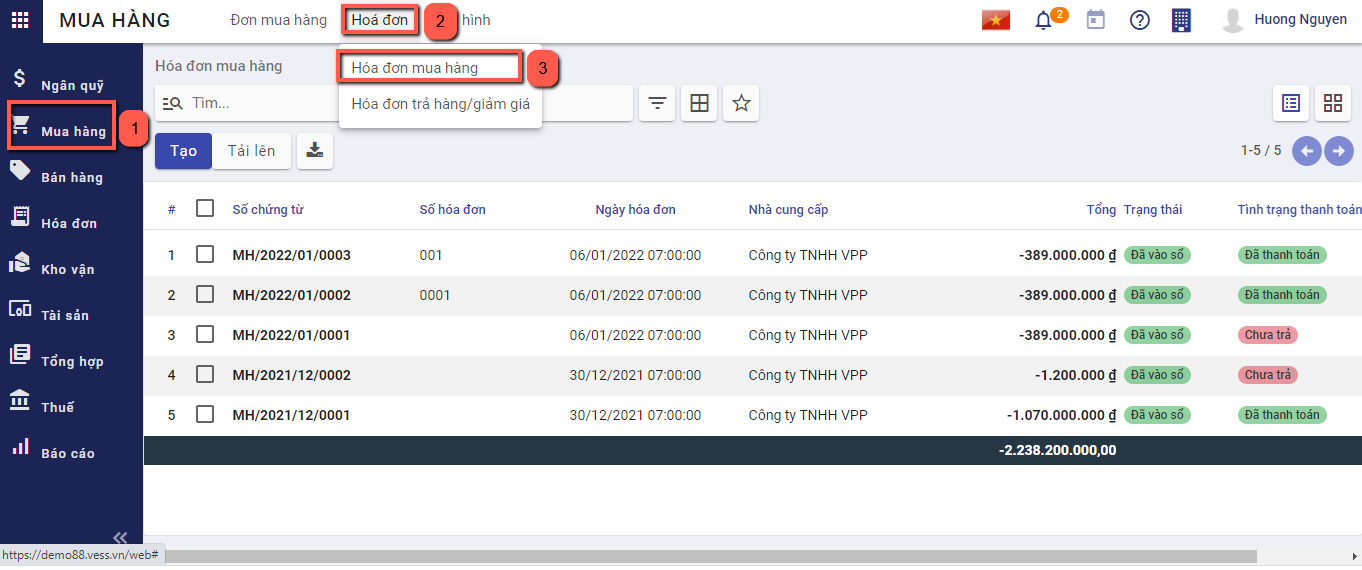 MUA HÀNG Đơn mua hàng Hoá đơn 2 hình 2 Huong Nguyen
Hóa đơn mua hàng Hóa đơn mua hàng 3
Tìm... Hóa đơn trả hàng/giảm giá
Tạo Tải lên 1-5 / 5
Ngân quỹ
Mua hàng 1
Bán hàng
Hóa đơn
Kho vận
Tài sản
Tổng hợp
Thuế
Báo cáo
# Số chứng từ Số hóa đơn Ngày hóa đơn Nhà cung cấp Tổng Trạng thái Tình trạng thanh toán
1 MH/2022/01/0003 001 06/01/2022 07:00:00 Công ty TNHH VPP -389.000.000 ₫ Đã vào sổ Đã thanh toán
2 MH/2022/01/0002 0001 06/01/2022 07:00:00 Công ty TNHH VPP -389.000.000 ₫ Đã vào sổ Đã thanh toán
3 MH/2022/01/0001 06/01/2022 07:00:00 Công ty TNHH VPP -389.000.000 ₫ Đã vào sổ Chưa trả
4 MH/2021/12/0002 30/12/2021 07:00:00 Công ty TNHH VPP -1.200.000 ₫ Đã vào sổ Chưa trả
5 MH/2021/12/0001 30/12/2021 07:00:00 Công ty TNHH VPP -1.070.000.000 ₫ Đã vào sổ Đã thanh toán
-2.238.200.000,00
https://demo88.vess.vn/web#